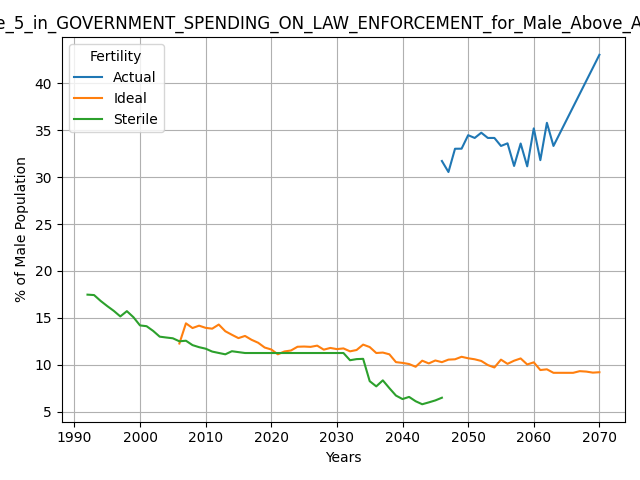 e_5_in_GOVERNMENT_SPENDING_ON_LAW_ENFORCEMENT_for_Male_Above_A
Fertility
Actual
Ideal
Sterile
% of Male Population
40
35
30
25
20
15
10
5
1990 2000 2010 2020 2030 2040 2050 2060 2070
Years